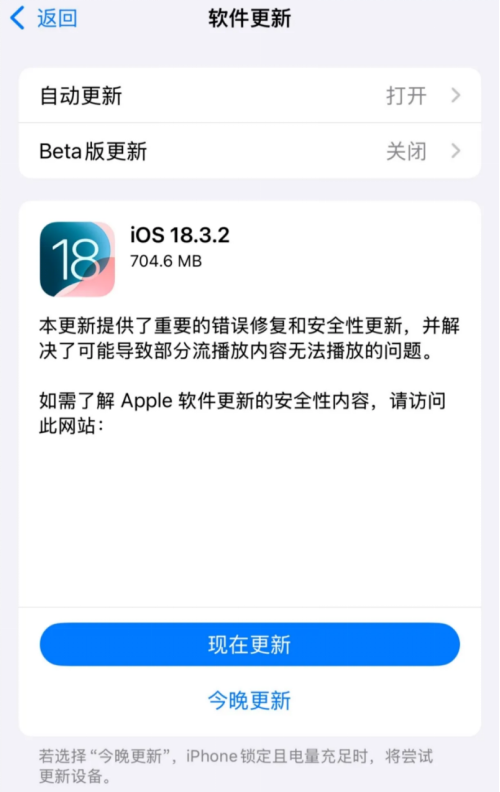 返回
软件更新
自动更新 打开
Beta版更新 关闭
18
iOS 18.3.2
704.6 MB
本更新提供了重要的错误修复和安全性更新，并解
决了可能导致部分流播放内容无法播放的问题。
如需了解 Apple 软件更新的安全性内容，请访问
此网站：
现在更新
今晚更新
若选择“今晚更新”，iPhone锁定且电量充足时，将尝试
更新设备。